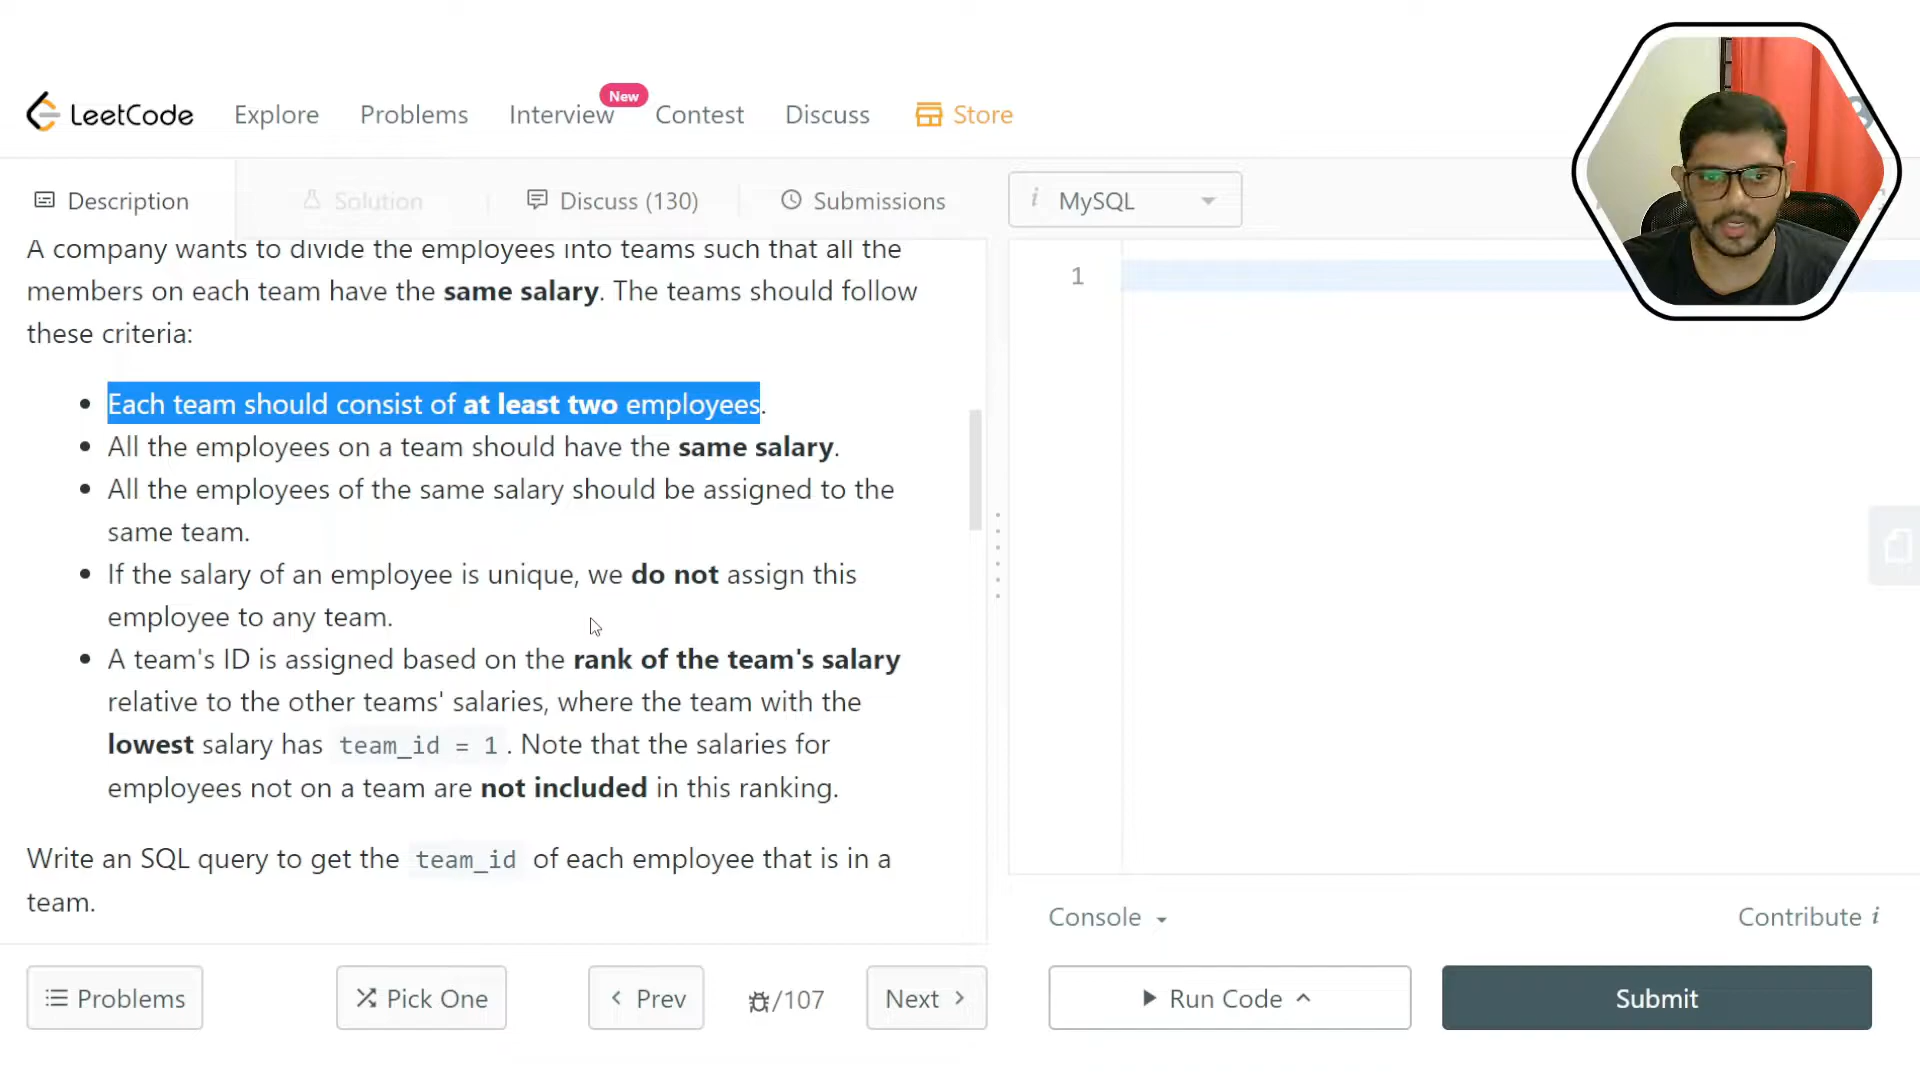 New
LeetCode Explore Problems Interview Contest Discuss Store
Description Solution Discuss (130) Submissions i MySQL
A company wants to divide the employees into teams such that all the
members on each team have the same salary. The teams should follow
these criteria:
1
• Each team should consist of at least two employees.
• All the employees on a team should have the same salary.
• All the employees of the same salary should be assigned to the
same team.
• If the salary of an employee is unique, we do not assign this
employee to any team.
• A team's ID is assigned based on the rank of the team's salary
relative to the other teams' salaries, where the team with the
lowest salary has team_id = 1. Note that the salaries for
employees not on a team are not included in this ranking.
Write an SQL query to get the team_id of each employee that is in a
team.
Console Contribute i
Problems Pick One Prev /107 Next Run Code Submit